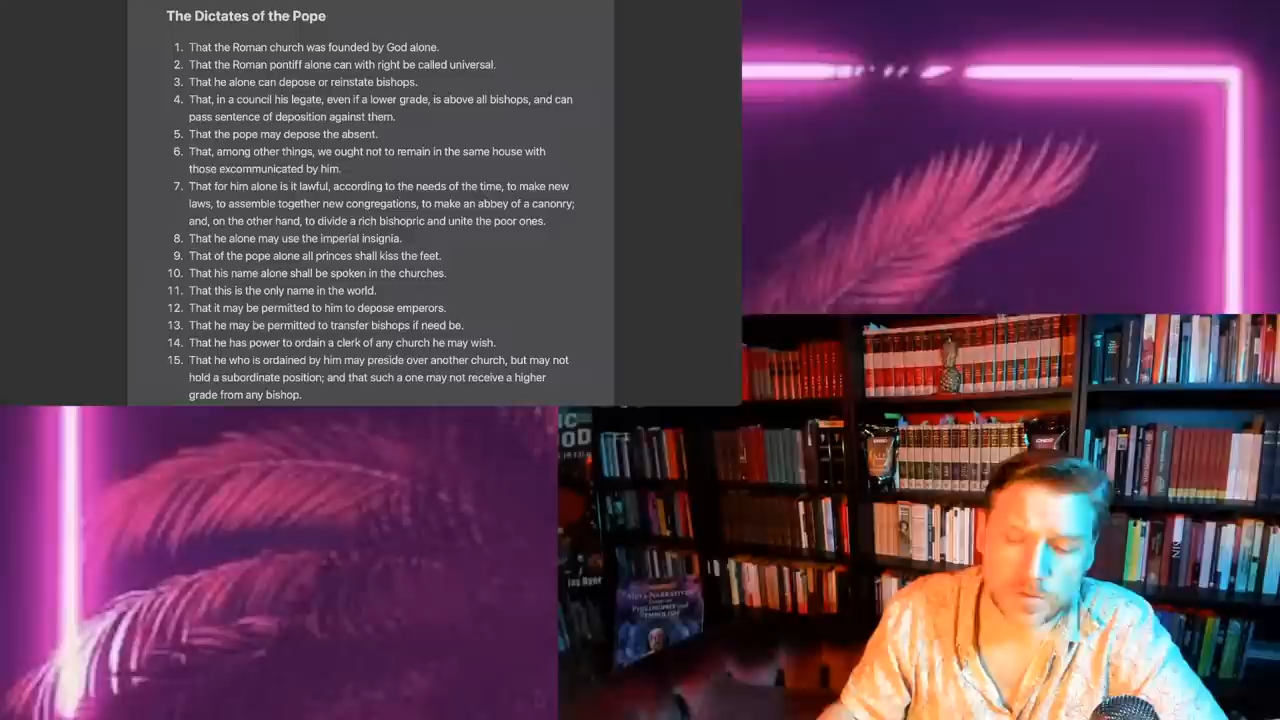 The Dictates of the Pope
1. That the Roman church was founded by God alone.
2. That the Roman pontiff alone can with right be called universal.
3. That he alone can depose or reinstate bishops.
4. That, in a council his legate, even if a lower grade, is above all bishops, and can
pass sentence of deposition against them.
5. That the pope may depose the absent.
6. That, among other things, we ought not to remain in the same house with
those excommunicated by him.
7. That for him alone is it lawful, according to the needs of the time, to make new
laws, to assemble together new congregations, to make an abbey of a canonry;
and, on the other hand, to divide a rich bishopric and unite the poor ones.
8. That he alone may use the imperial insignia.
9. That of the pope alone all princes shall kiss the feet.
10. That his name alone shall be spoken in the churches.
11. That this is the only name in the world.
12. That it may be permitted to him to depose emperors.
13. That he may be permitted to transfer bishops if need be.
14. That he has power to ordain a clerk of any church he may wish.
15. That he who is ordained by him may preside over another church, but may not
hold a subordinate position; and that such a one may not receive a higher
grade from any bishop.
Jay Dyer
PHILOSOPHY and
SYMBOLISM